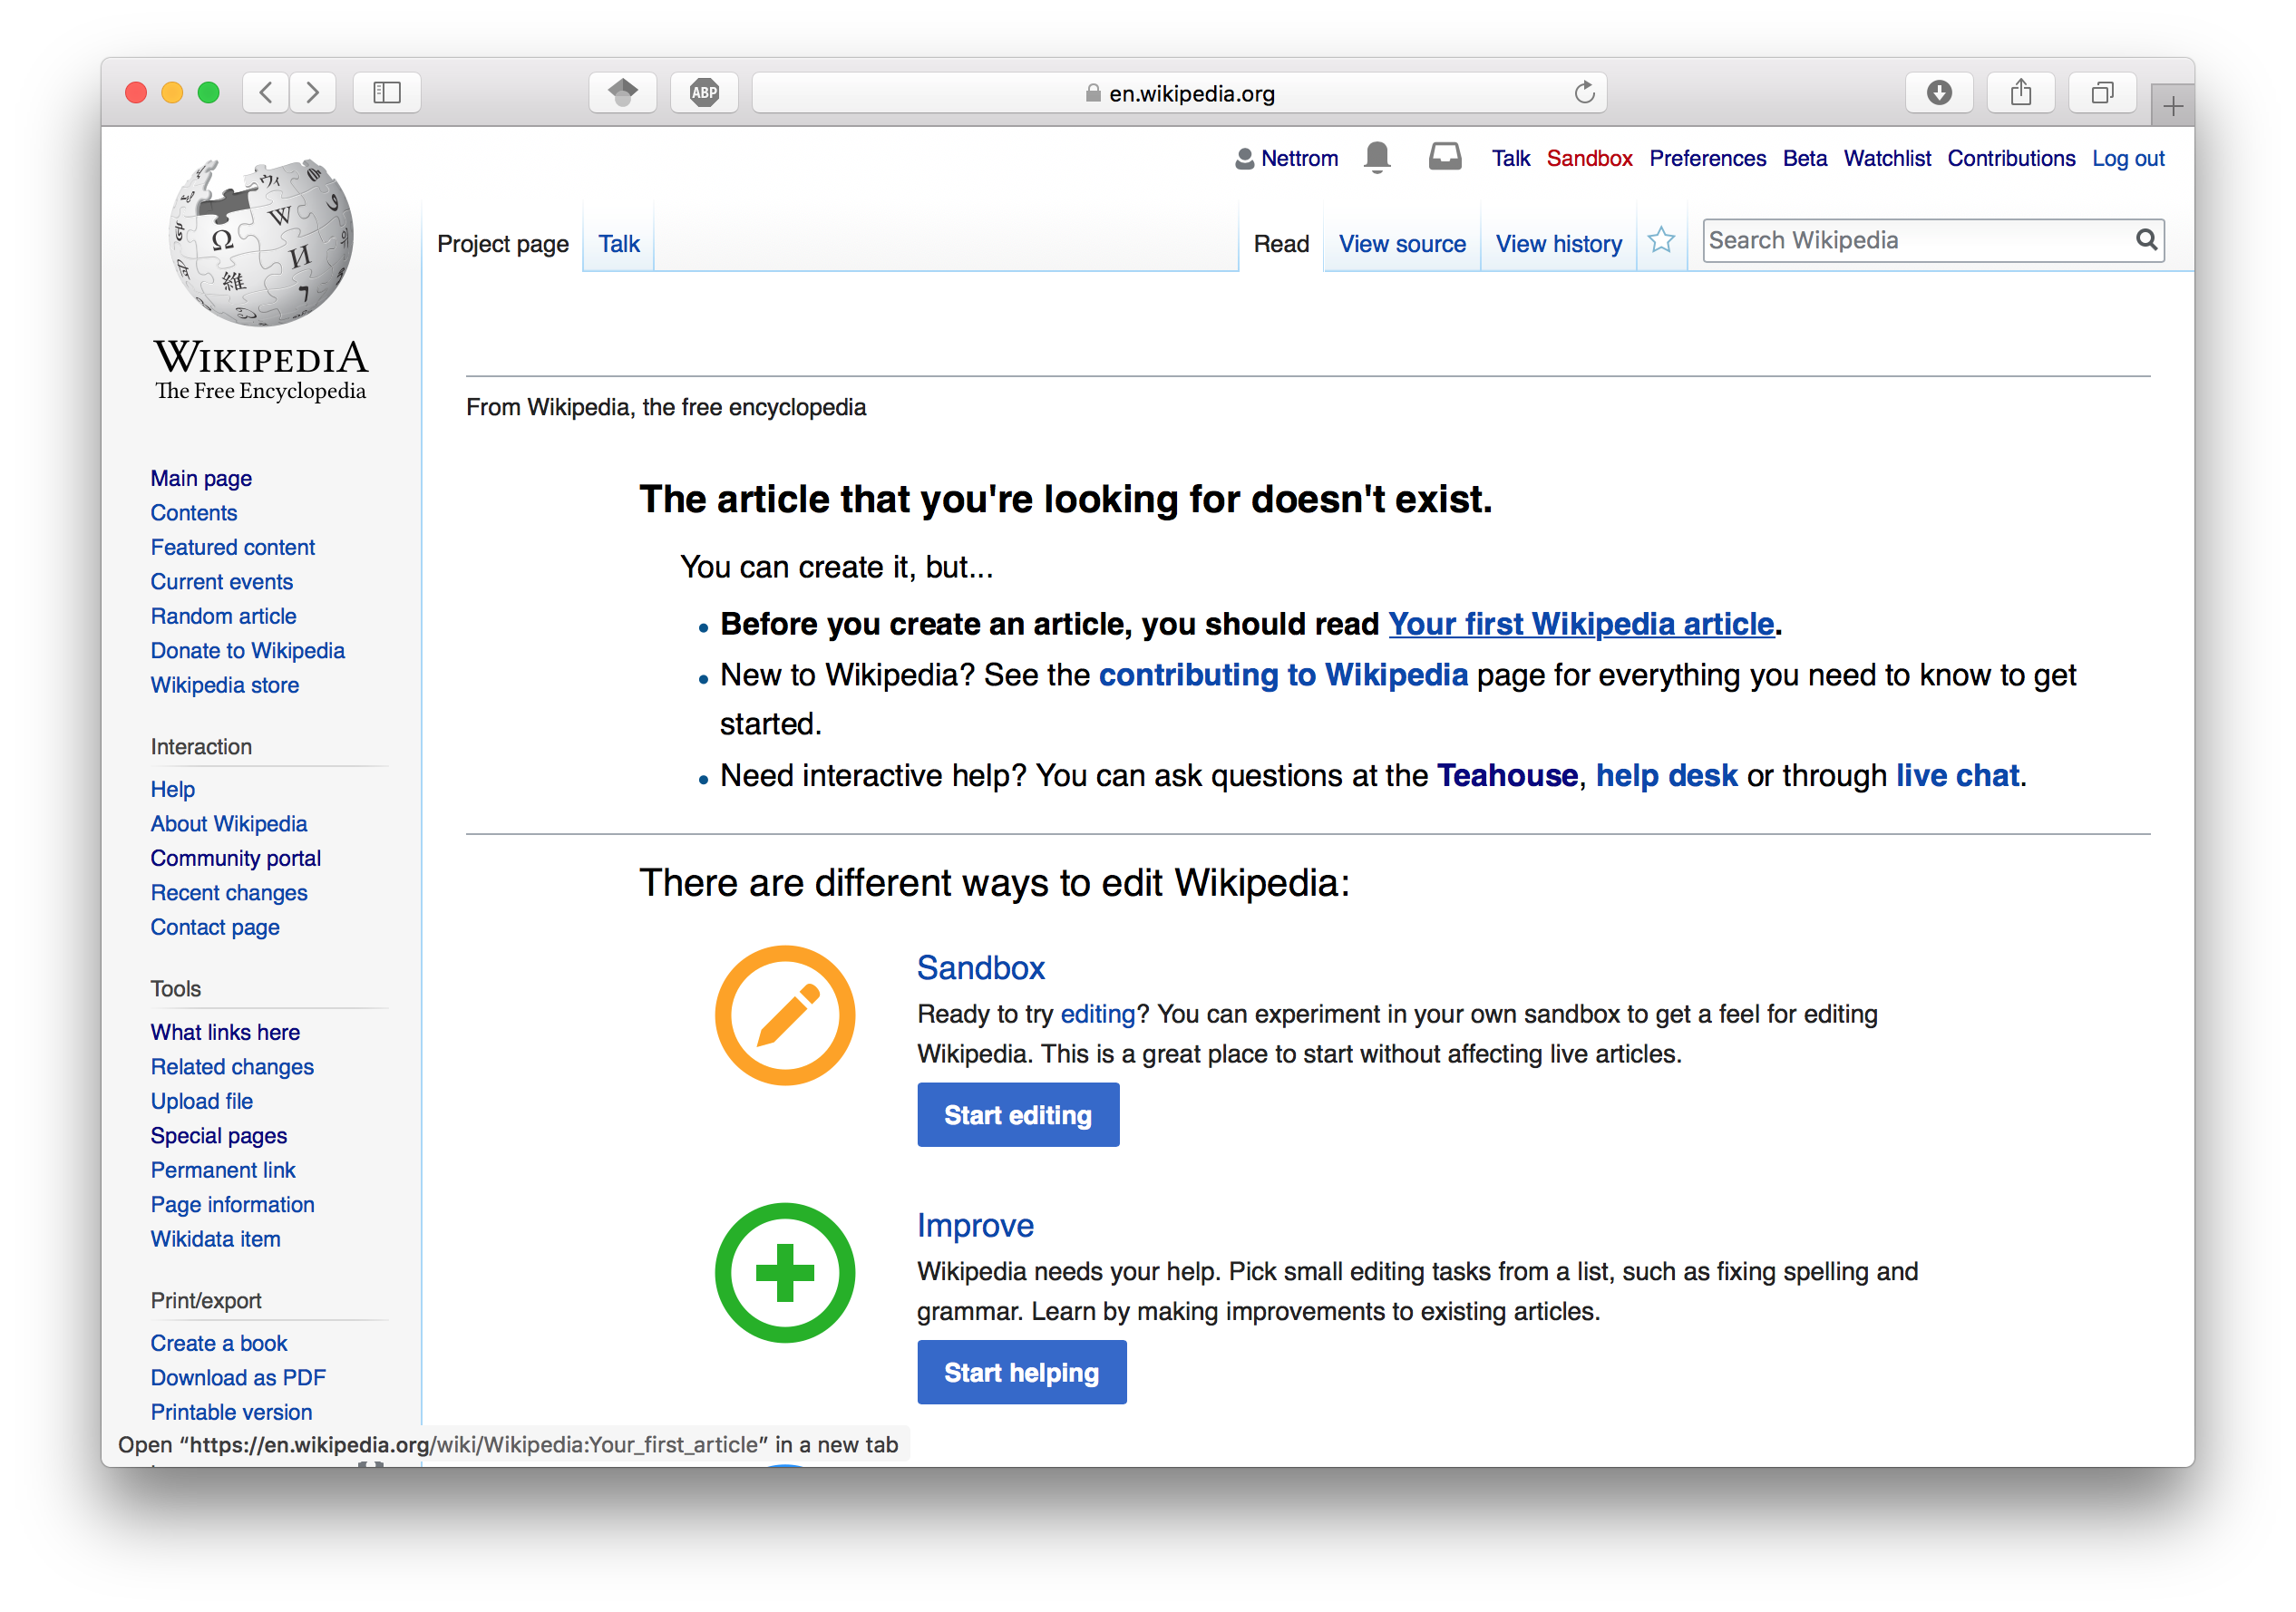 ABP
en.wikipedia.org
Nettrom Talk Sandbox Preferences Beta Watchlist Contributions Log out
Project page Talk Read View source View history Search Wikipedia
Ω W И 維
WIKIPEDIA
The Free Encyclopedia
Main page
Contents
Featured content
Current events
Random article
Donate to Wikipedia
Wikipedia store
Interaction
Help
About Wikipedia
Community portal
Recent changes
Contact page
Tools
What links here
Related changes
Upload file
Special pages
Permanent link
Page information
Wikidata item
Print/export
Create a book
Download as PDF
Printable version
From Wikipedia, the free encyclopedia
The article that you're looking for doesn't exist.
You can create it, but...
• Before you create an article, you should read Your first Wikipedia article.
• New to Wikipedia? See the contributing to Wikipedia page for everything you need to know to get
started.
• Need interactive help? You can ask questions at the Teahouse, help desk or through live chat.
There are different ways to edit Wikipedia:
Sandbox
Ready to try editing? You can experiment in your own sandbox to get a feel for editing
Wikipedia. This is a great place to start without affecting live articles.
Start editing
Improve
Wikipedia needs your help. Pick small editing tasks from a list, such as fixing spelling and
grammar. Learn by making improvements to existing articles.
Start helping
Open “https://en.wikipedia.org/wiki/Wikipedia:Your_first_article” in a new tab